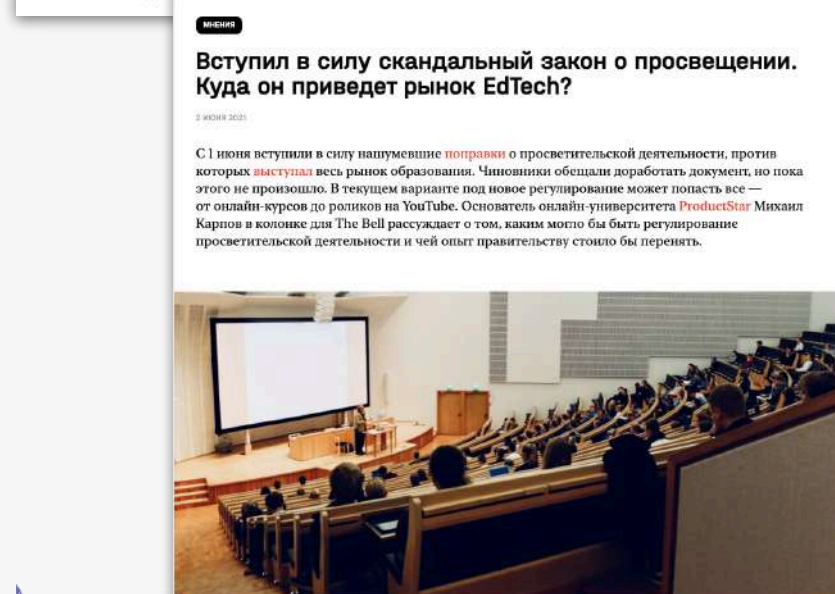 МНЕНИЯ
Вступил в силу скандальный закон о просвещении.
Куда он приведет рынок EdTech?
2 ИЮНЯ 2021
С 1 июня вступили в силу нашумевшие поправки о просветительской деятельности, против
которых выступал весь рынок образования. Чиновники обещали доработать документ, но пока
этого не произошло. В текущем варианте под новое регулирование может попасть все —
от онлайн-курсов до роликов на YouTube. Основатель онлайн-университета ProductStar Михаил
Карпов в колонке для The Bell рассуждает о том, каким могло бы быть регулирование
просветительской деятельности и чей опыт правительству стоило бы перенять.